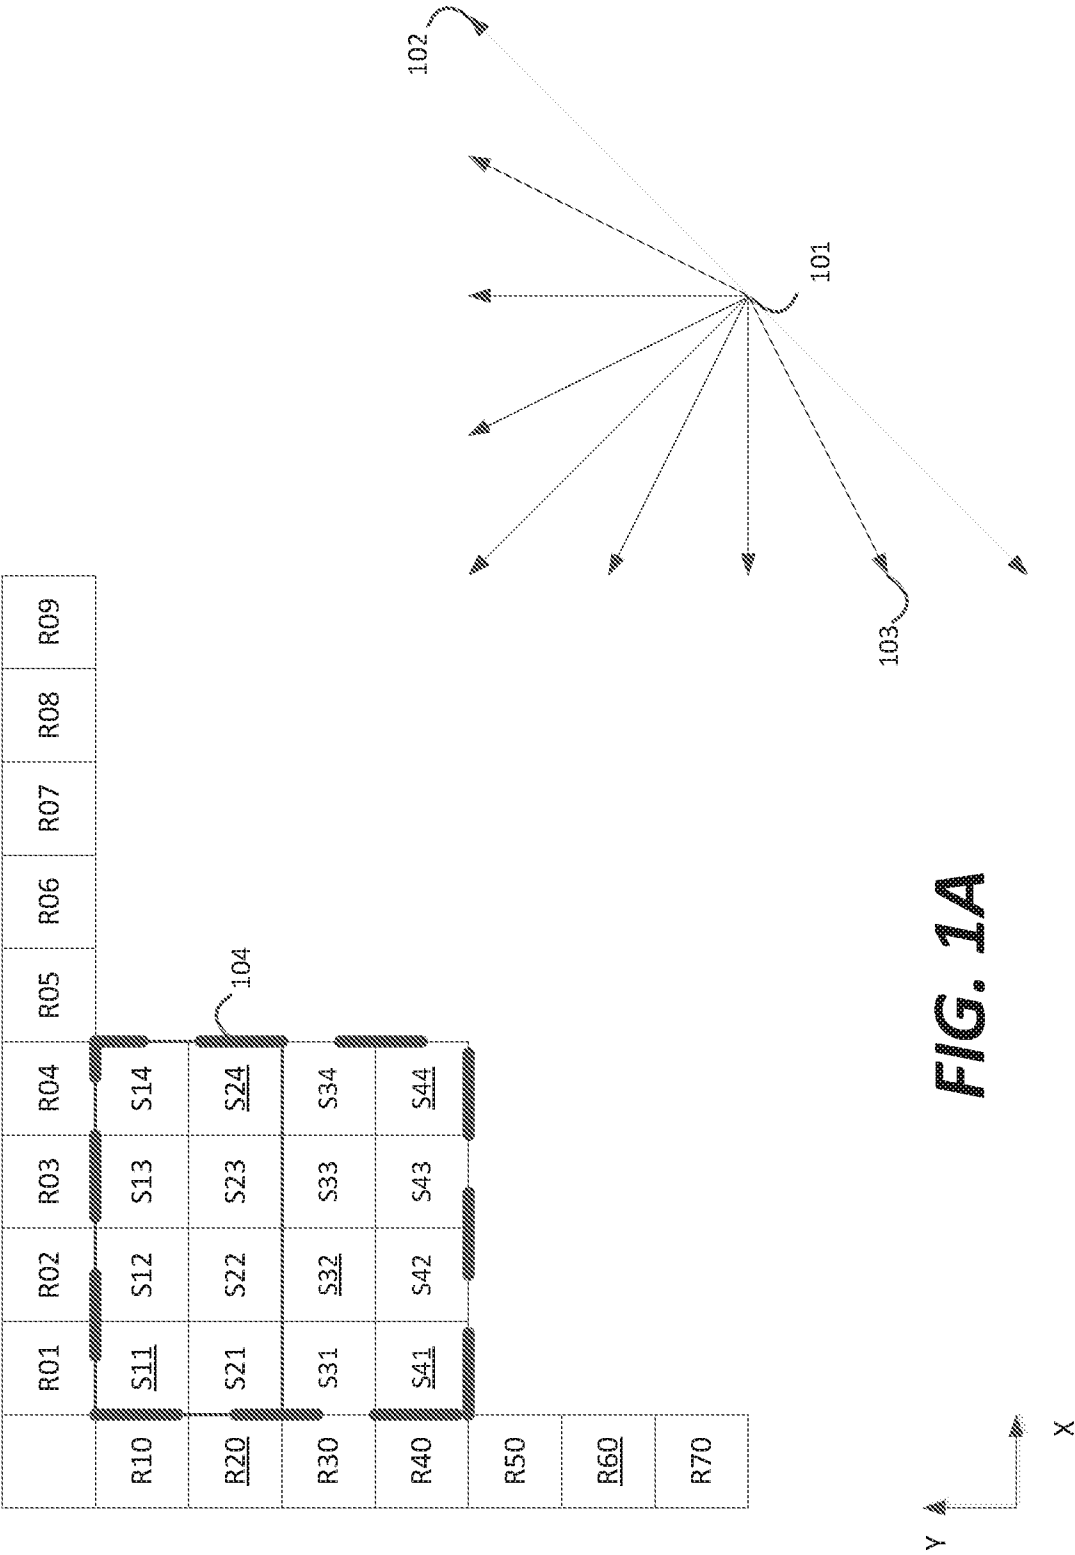 R01 R02 R03 R04 R05 R06 R07 R08 R09
R10 S11 S12 S13 S14
R20 S21 S22 S23 S24
R30 S31 S32 S33 S34
R40 S41 S42 S43 S44
R50
R60
R70
104
102
101
103
Y
X
FIG. 1A